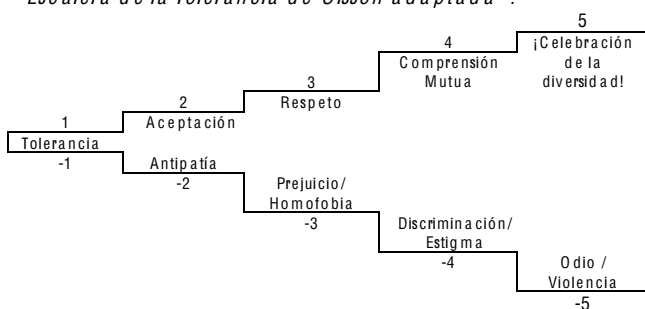 "Escalera de la Tolerancia de Olsson adaptada".
5
¡Celebración
de la
diversidad!
4
Comprensión
Mutua
3
Respeto
2
Aceptación
1
Tolerancia
-1
Antipatía
-2
Prejuicio/
Homofobia
-3
Discriminación/
Estigma
-4
Odio /
Violencia
-5